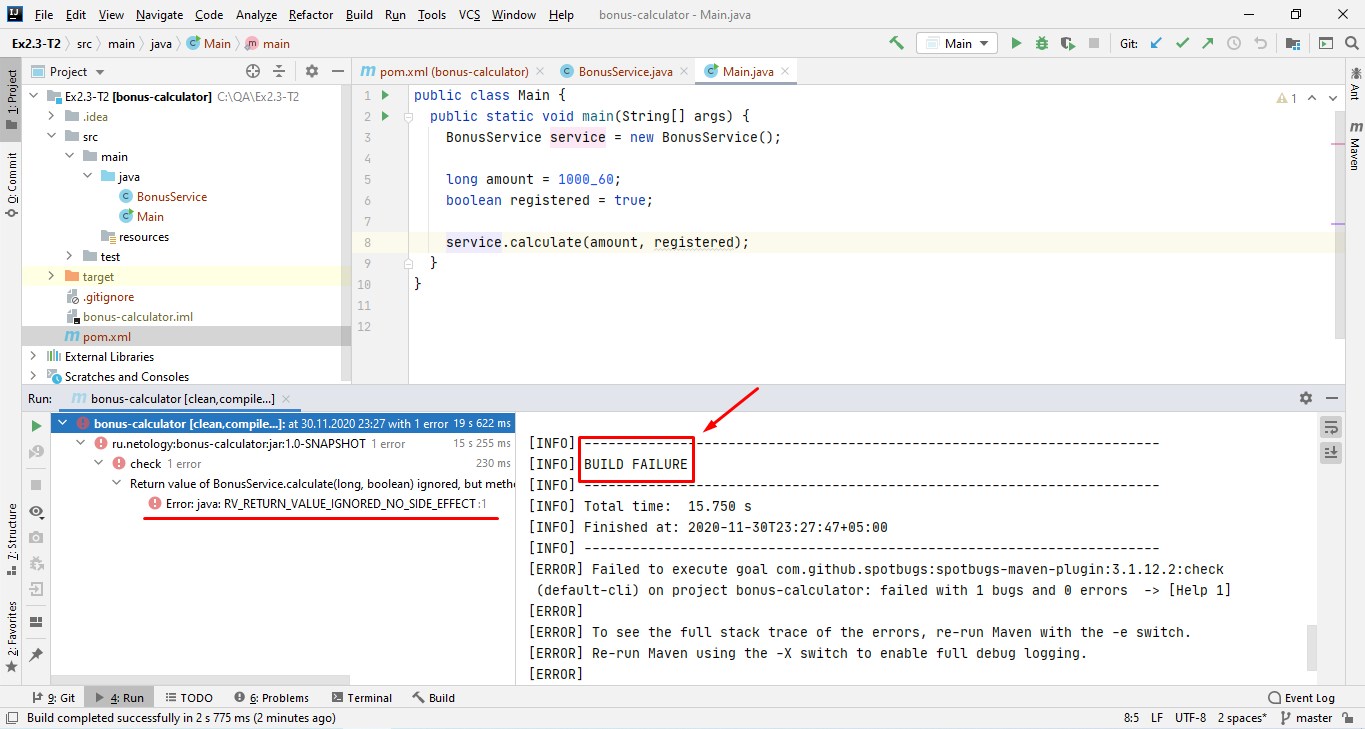 File Edit View Navigate Code Analyze Refactor Build Run Tools VCS Window Help bonus-calculator - Main.java
Ex2.3-T2 src main java Main main
Main
Git:
1: Project
0: Commit
7: Structure
2: Favorites
Project
pom.xml (bonus-calculator)
BonusService.java
Main.java
Ant
Maven
Ex2.3-T2 [bonus-calculator] C:\QA\Ex2.3-T2
.idea
src
main
java
BonusService
Main
resources
test
target
.gitignore
bonus-calculator.iml
pom.xml
External Libraries
Scratches and Consoles
1 public class Main {
2 public static void main(String[] args) {
3 BonusService service = new BonusService();
4
5 long amount = 1000_60;
6 boolean registered = true;
7
8 service.calculate(amount, registered);
9 }
10 }
11
12
1
Run: bonus-calculator [clean,compile...]
bonus-calculator [clean,compile...]: at 30.11.2020 23:27 with 1 error 19 s 622 ms
ru.netology:bonus-calculator:jar:1.0-SNAPSHOT 1 error 15 s 255 ms
check 1 error 230 ms
Return value of BonusService.calculate(long, boolean) ignored, but meth
Error: java: RV_RETURN_VALUE_IGNORED_NO_SIDE_EFFECT :1
[INFO] ------------------------------------------------------------------------
[INFO] BUILD FAILURE
[INFO] ------------------------------------------------------------------------
[INFO] Total time:  15.750 s
[INFO] Finished at: 2020-11-30T23:27:47+05:00
[INFO] ------------------------------------------------------------------------
[ERROR] Failed to execute goal com.github.spotbugs:spotbugs-maven-plugin:3.1.12.2:check
(default-cli) on project bonus-calculator: failed with 1 bugs and 0 errors  -> [Help 1]
[ERROR]
[ERROR] To see the full stack trace of the errors, re-run Maven with the -e switch.
[ERROR] Re-run Maven using the -X switch to enable full debug logging.
[ERROR]
9: Git 4: Run TODO 6: Problems Terminal Build Event Log
Build completed successfully in 2 s 775 ms (2 minutes ago) 8:5 LF UTF-8 2 spaces* master